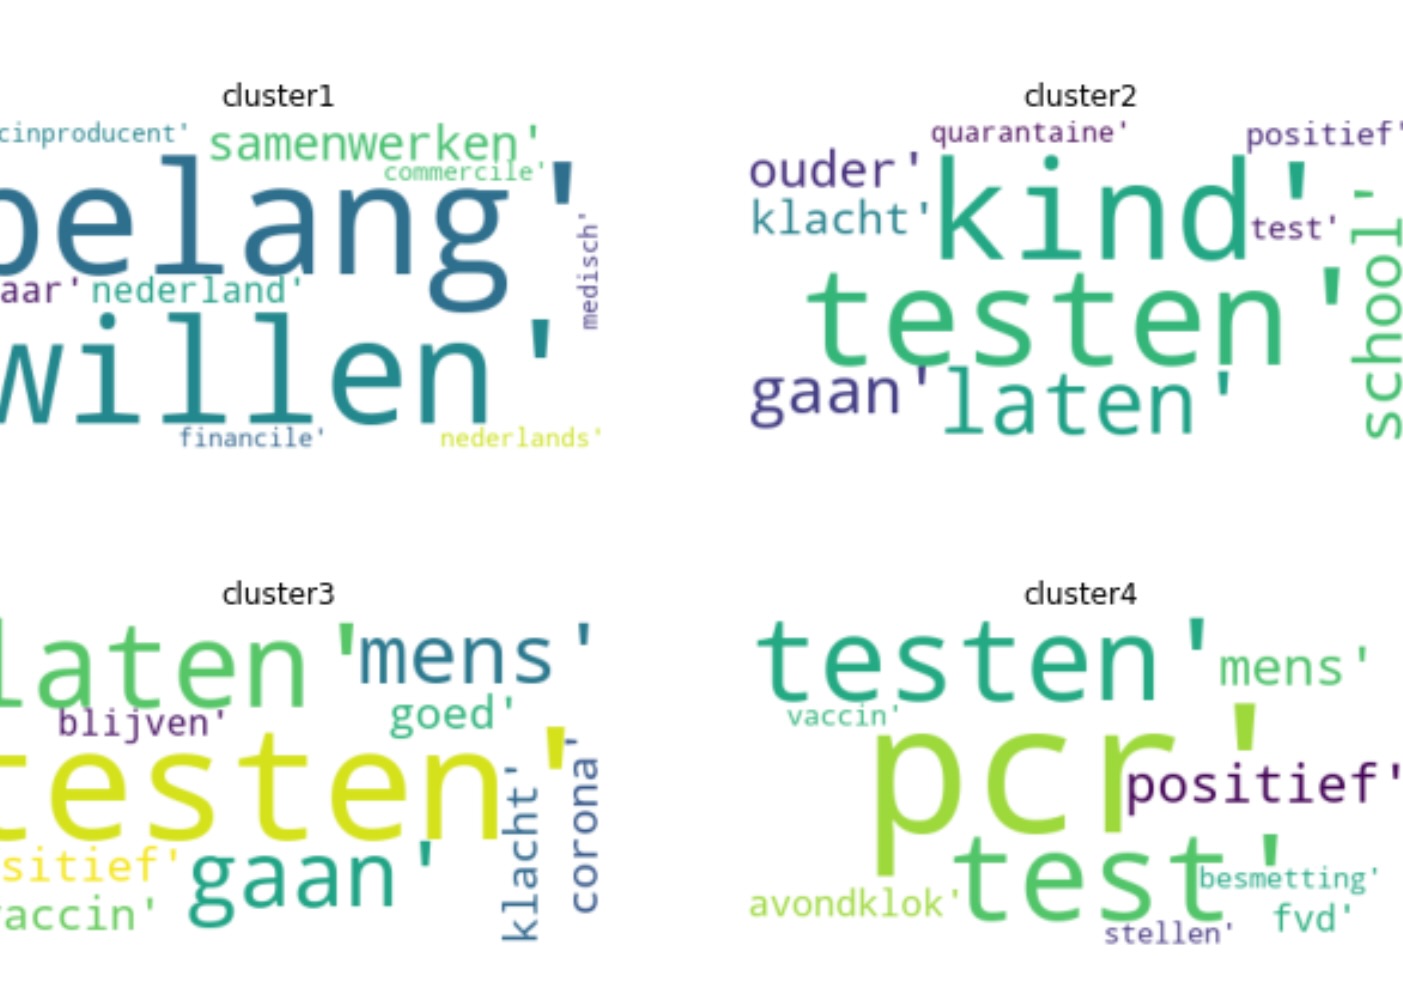 cluster1
cinproducent' samenwerken'
commercile'
belang'
medisch'
aar' nederland'
willen'
financile' nederlands'
cluster2
quarantaine' positief'
ouder' kind'
klacht' test'
school'
testen'
gaan' laten'
cluster3
laten' mens'
blijven' goed'
testen'
klacht' corona'
sitief' gaan'
vaccin'
cluster4
testen' mens'
vaccin'
pcr'
positief'
test'
besmetting'
avondklok' fvd'
stellen'